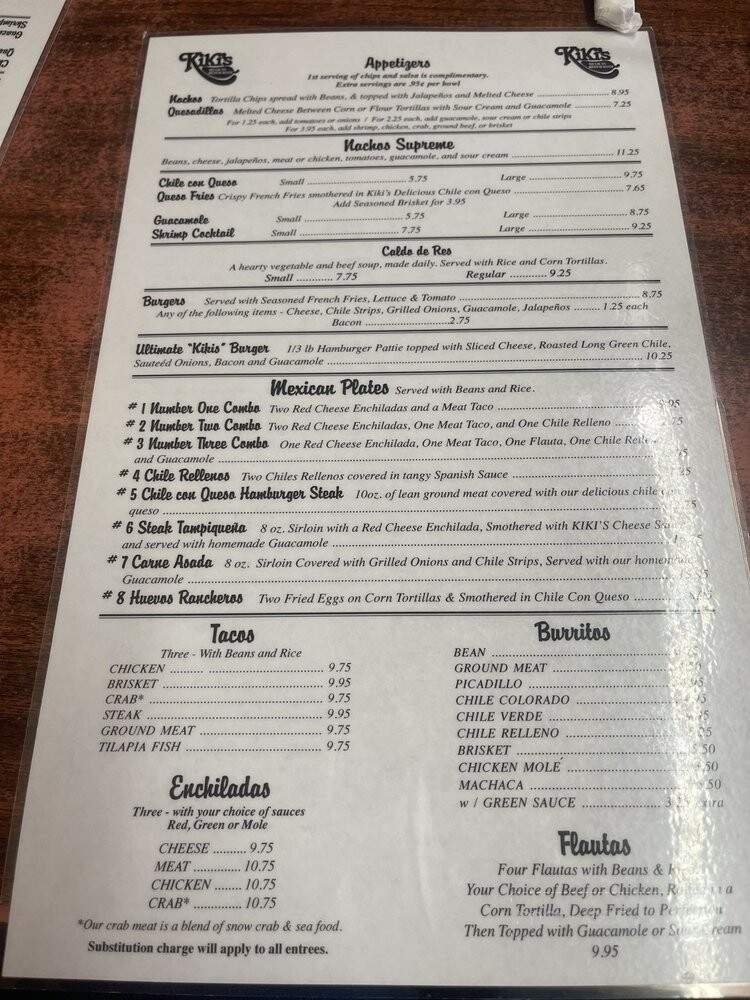 Kiki's
Kiki's
Appetizers
1st serving of chips and salsa is complimentary.
Extra servings are .95¢ per bowl
Nachos Tortilla Chips spread with Beans, & topped with Jalapeños and Melted Cheese 8.95
Quesadillas Melted Cheese Between Corn or Flour Tortillas with Sour Cream and Guacamole 7.25
For 1.25 each, add tomatoes or onions / For 2.25 each, add guacamole, sour cream or chile strips
For 3.95 each, add shrimp, chicken, crab, ground beef, or brisket
Nachos Supreme
Beans, cheese, jalapeños, meat or chicken, tomatoes, guacamole, and sour cream 11.25
Chile con Queso Small 5.75 Large 9.75
Queso Fries Crispy French Fries smothered in Kiki's Delicious Chile con Queso 7.65
Add Seasoned Brisket for 3.95
Guacamole Small 5.75 Large 8.75
Shrimp Cocktail Small 7.75 Large 9.25
Caldo de Res
A hearty vegetable and beef soup, made daily. Served with Rice and Corn Tortillas.
Small 7.75 Regular 9.25
Burgers Served with Seasoned French Fries, Lettuce & Tomato 8.75
Any of the following items - Cheese, Chile Strips, Grilled Onions, Guacamole, Jalapeños 1.25 each
Bacon 2.75
Ultimate "Kikis" Burger 1/3 lb Hamburger Pattie topped with Sliced Cheese, Roasted Long Green Chile,
Sauteéd Onions, Bacon and Guacamole 10.25
Mexican Plates Served with Beans and Rice.
# 1 Number One Combo Two Red Cheese Enchiladas and a Meat Taco
# 2 Number Two Combo Two Red Cheese Enchiladas, One Meat Taco, and One Chile Relleno
# 3 Number Three Combo One Red Cheese Enchilada, One Meat Taco, One Flauta, One Chile
and Guacamole
# 4 Chile Rellenos Two Chiles Rellenos covered in tangy Spanish Sauce
# 5 Chile con Queso Hamburger Steak 10oz. of lean ground meat covered with our delicious chile con
queso
# 6 Steak Tampiqueña 8 oz. Sirloin with a Red Cheese Enchilada, Smothered with KIKI'S Cheese
and served with homemade Guacamole
# 7 Carne Asada 8 oz. Sirloin Covered with Grilled Onions and Chile Strips, Served with our homemade
Guacamole
# 8 Huevos Rancheros Two Fried Eggs on Corn Tortillas & Smothered in Chile Con Queso
Tacos
Three - With Beans and Rice
CHICKEN 9.75
BRISKET 9.95
CRAB* 9.75
STEAK 9.95
GROUND MEAT 9.75
TILAPIA FISH 9.75
Enchiladas
Three - with your choice of sauces
Red, Green or Mole
CHEESE 9.75
MEAT 10.75
CHICKEN 10.75
CRAB* 10.75
*Our crab meat is a blend of snow crab & sea food.
Substitution charge will apply to all entrees.
Burritos
BEAN
GROUND MEAT
PICADILLO
CHILE COLORADO
CHILE VERDE
CHILE RELLENO
BRISKET
CHICKEN MOLÉ
MACHACA
w / GREEN SAUCE 3.25 extra
Flautas
Four Flautas with Beans &
Your Choice of Beef or Chicken, Rolled in a
Corn Tortilla, Deep Fried to Perfection
Then Topped with Guacamole or Sour Cream
9.95